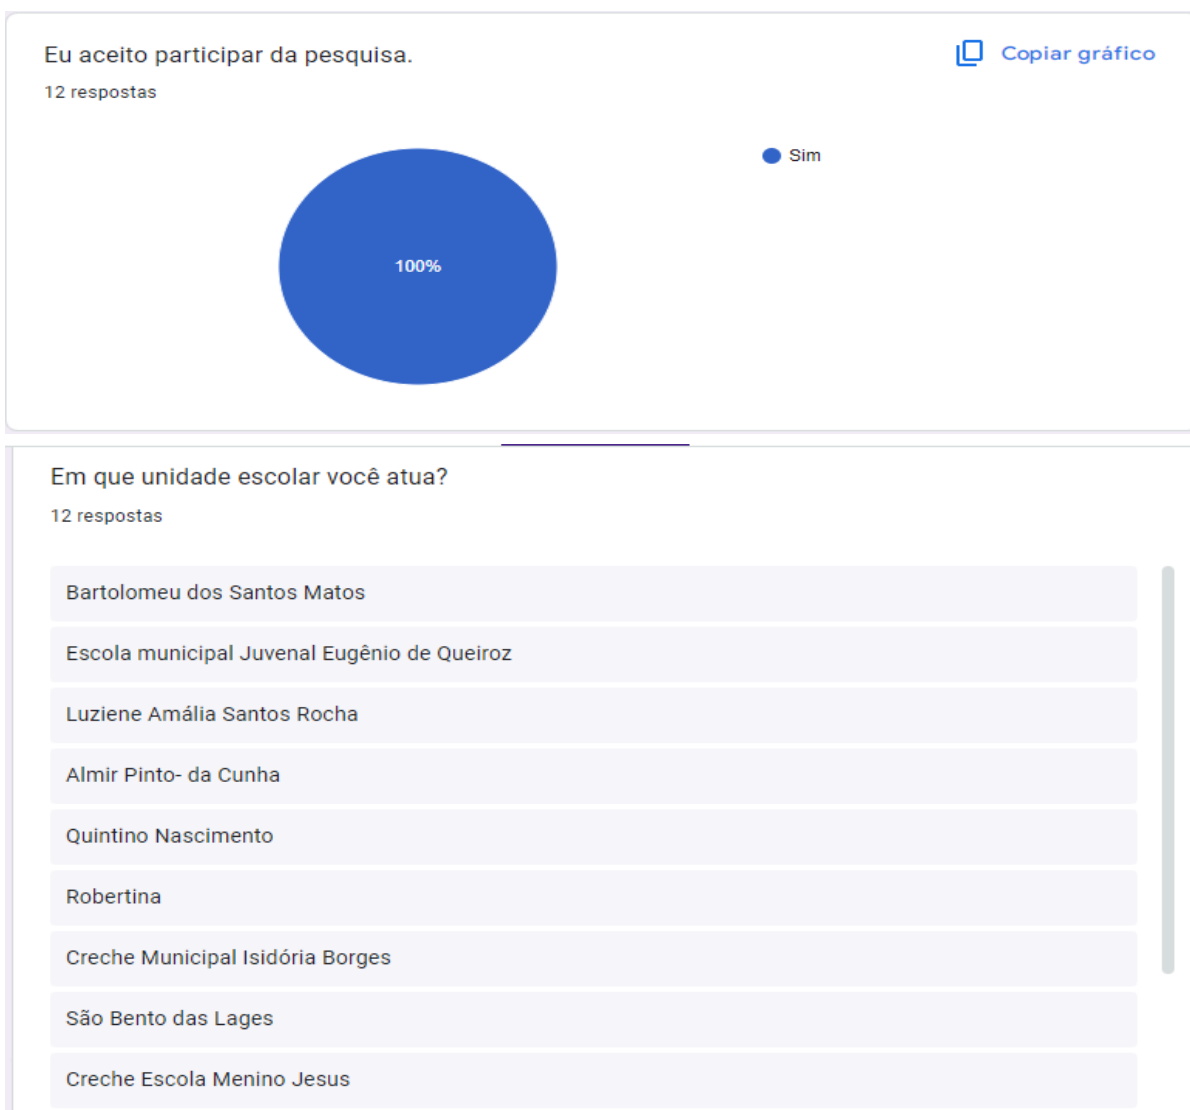 Eu aceito participar da pesquisa.
Copiar gráfico
12 respostas
Sim
100%
Em que unidade escolar você atua?
12 respostas
Bartolomeu dos Santos Matos
Escola municipal Juvenal Eugênio de Queiroz
Luziene Amália Santos Rocha
Almir Pinto- da Cunha
Quintino Nascimento
Robertina
Creche Municipal Isidória Borges
São Bento das Lages
Creche Escola Menino Jesus